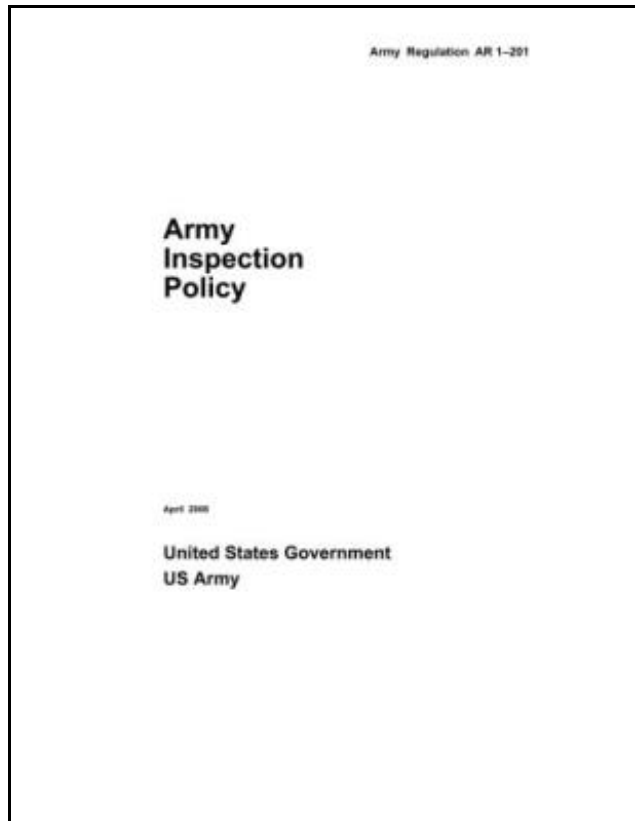 Army Regulation AR 1–201
Army
Inspection
Policy
April
United States Government
US Army